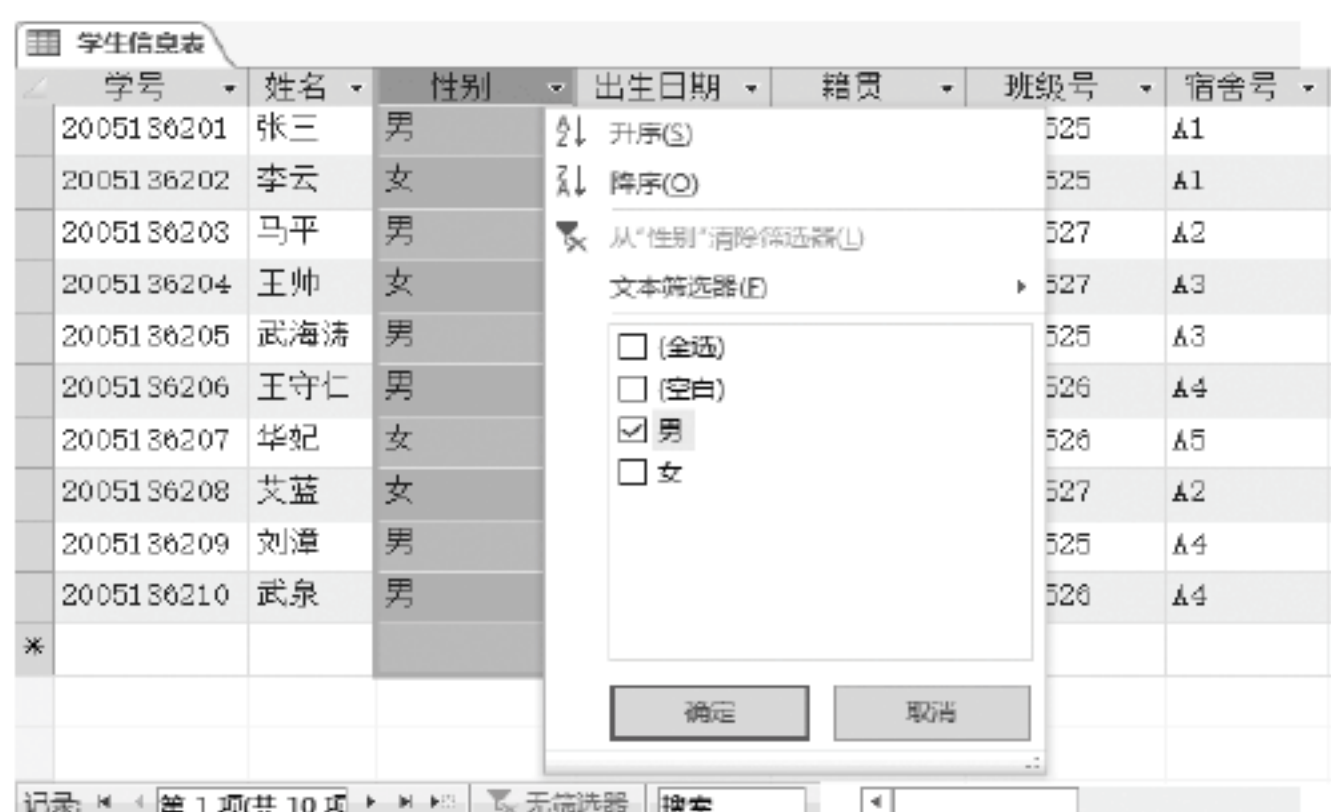 学生信息表
学号 姓名 性别 出生日期 籍贯 班级号 宿舍号
2005136201 张三 男 升序(S) 525 A1
2005136202 李云 女 降序(O) 525 A1
2005136203 马平 男 从“性别”清除筛选器(L) 527 A2
2005136204 王帅 女 文本筛选器(F) 527 A3
2005136205 武海涛 男 (全选) 525 A3
2005136206 王守仁 男 (空白) 526 A4
2005136207 华妃 女 男 526 A5
2005136208 艾蓝 女 女 527 A2
2005136209 刘漳 男 525 A4
2005136210 武泉 男 526 A4
确定 取消
记录: 第 1 项(共 10 项 无筛选器 搜索